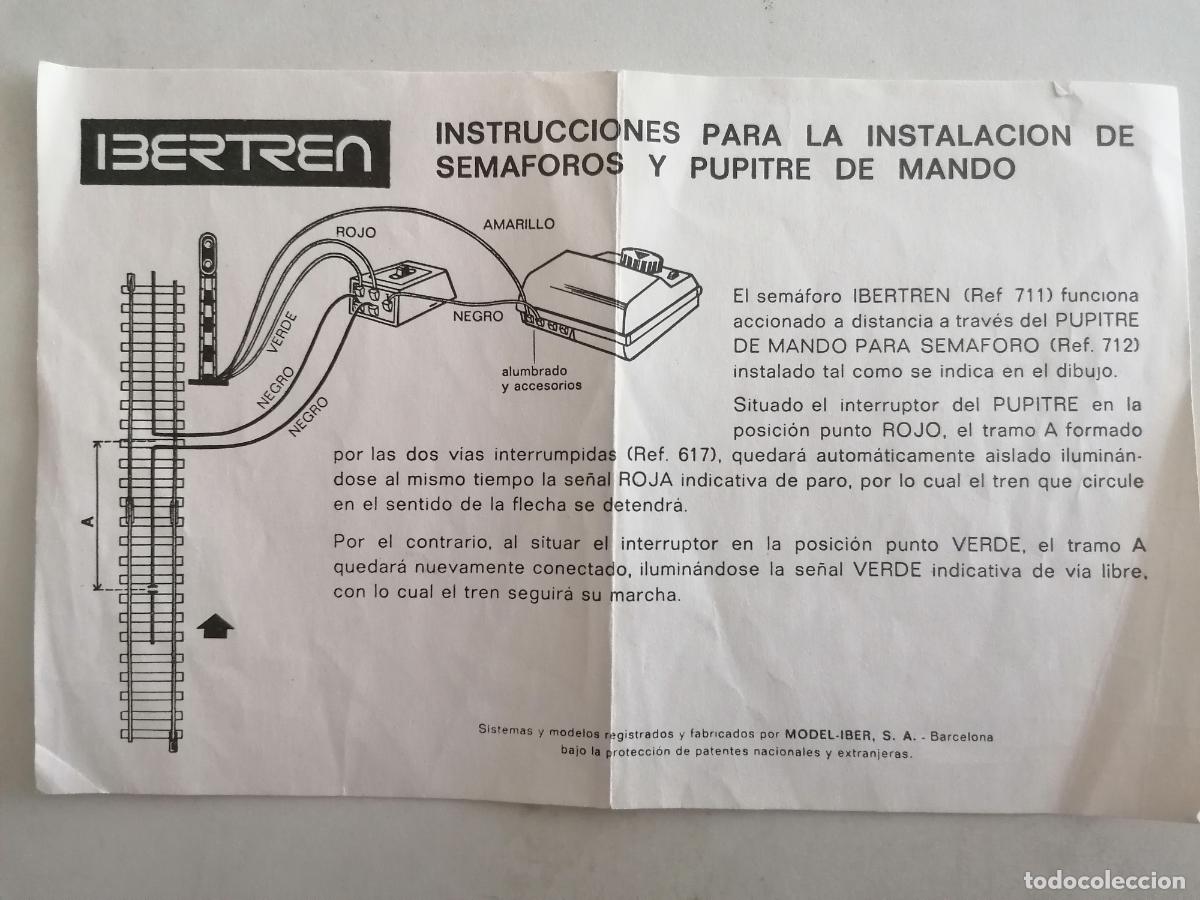 IBERTREN
INSTRUCCIONES PARA LA INSTALACION DE
SEMAFOROS Y PUPITRE DE MANDO
ROJO
AMARILLO
VERDE
NEGRO
NEGRO
NEGRO
alumbrado
y accesorios
A
El semáforo IBERTREN (Ref 711) funciona
accionado a distancia a través del PUPITRE
DE MANDO PARA SEMAFORO (Ref. 712)
instalado tal como se indica en el dibujo.
Situado el interruptor del PUPITRE en la
posición punto ROJO, el tramo A formado
por las dos vías interrumpidas (Ref. 617), quedará automáticamente aislado iluminán-
dose al mismo tiempo la señal ROJA indicativa de paro, por lo cual el tren que circule
en el sentido de la flecha se detendrá.
Por el contrario, al situar el interruptor en la posición punto VERDE, el tramo A
quedará nuevamente conectado, iluminándose la señal VERDE indicativa de vía libre,
con lo cual el tren seguirá su marcha.
Sistemas y modelos registrados y fabricados por MODEL-IBER, S. A. - Barcelona
bajo la protección de patentes nacionales y extranjeras.
todocoleccion